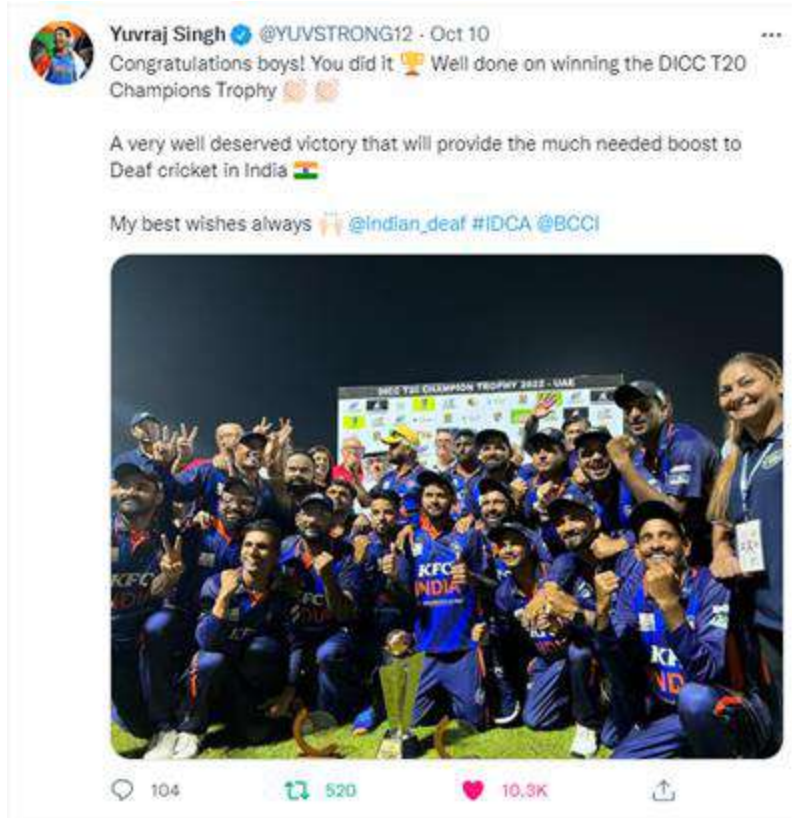 Yuvraj Singh @YUVSTRONG12 · Oct 10
Congratulations boys! You did it 🏆 Well done on winning the DICC T20
Champions Trophy 👏🏻 👏🏻
A very well deserved victory that will provide the much needed boost to
Deaf cricket in India 🇮🇳
My best wishes always 🙌🏻 @indian_deaf #IDCA @BCCI
DICC T20 CHAMPION TROPHY 2022 - UAE
KFC
INDIA
KFC
104 520 10.3K